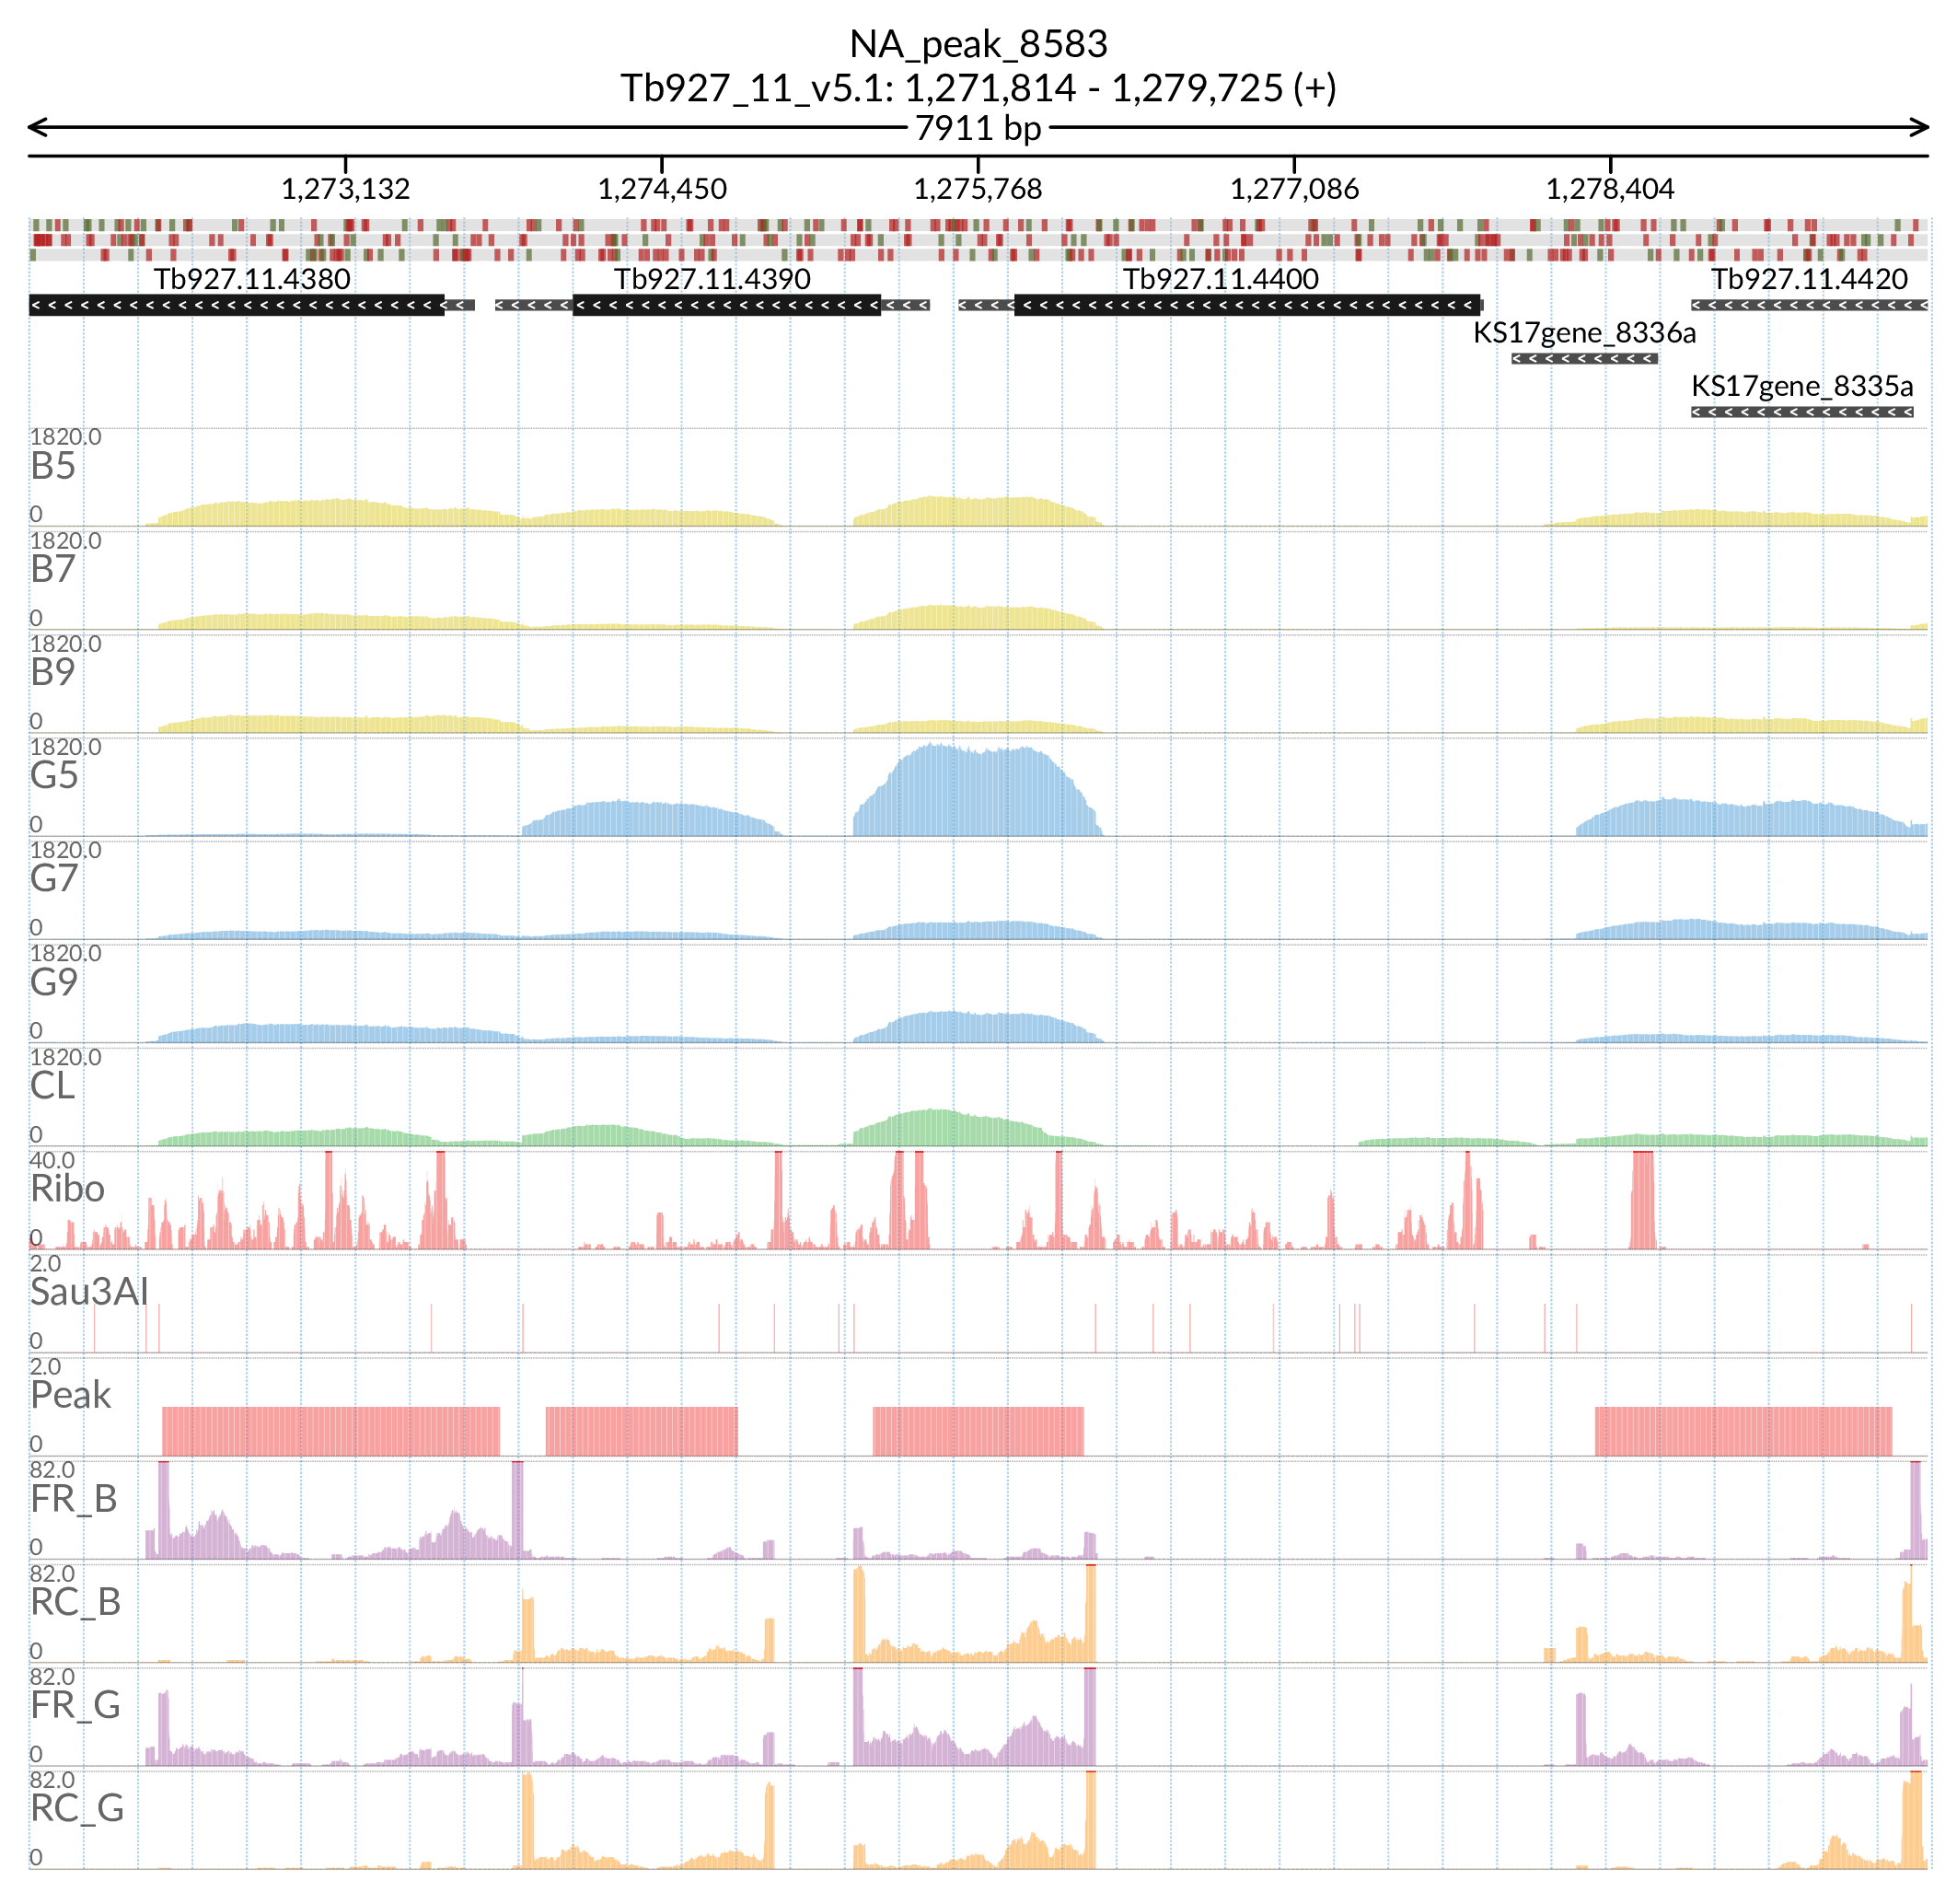 NA_peak_8583
Tb927_11_v5.1: 1,271,814 - 1,279,725 (+)
7911 bp
1,273,132 1,274,450 1,275,768 1,277,086 1,278,404
Tb927.11.4380 Tb927.11.4390 Tb927.11.4400 Tb927.11.4420
KS17gene_8336a
KS17gene_8335a
1820.0
B5
0
1820.0
B7
0
1820.0
B9
0
1820.0
G5
0
1820.0
G7
0
1820.0
G9
0
1820.0
CL
0
40.0
Ribo
0
2.0
Sau3AI
0
2.0
Peak
0
82.0
FR_B
0
82.0
RC_B
0
82.0
FR_G
0
82.0
RC_G
0